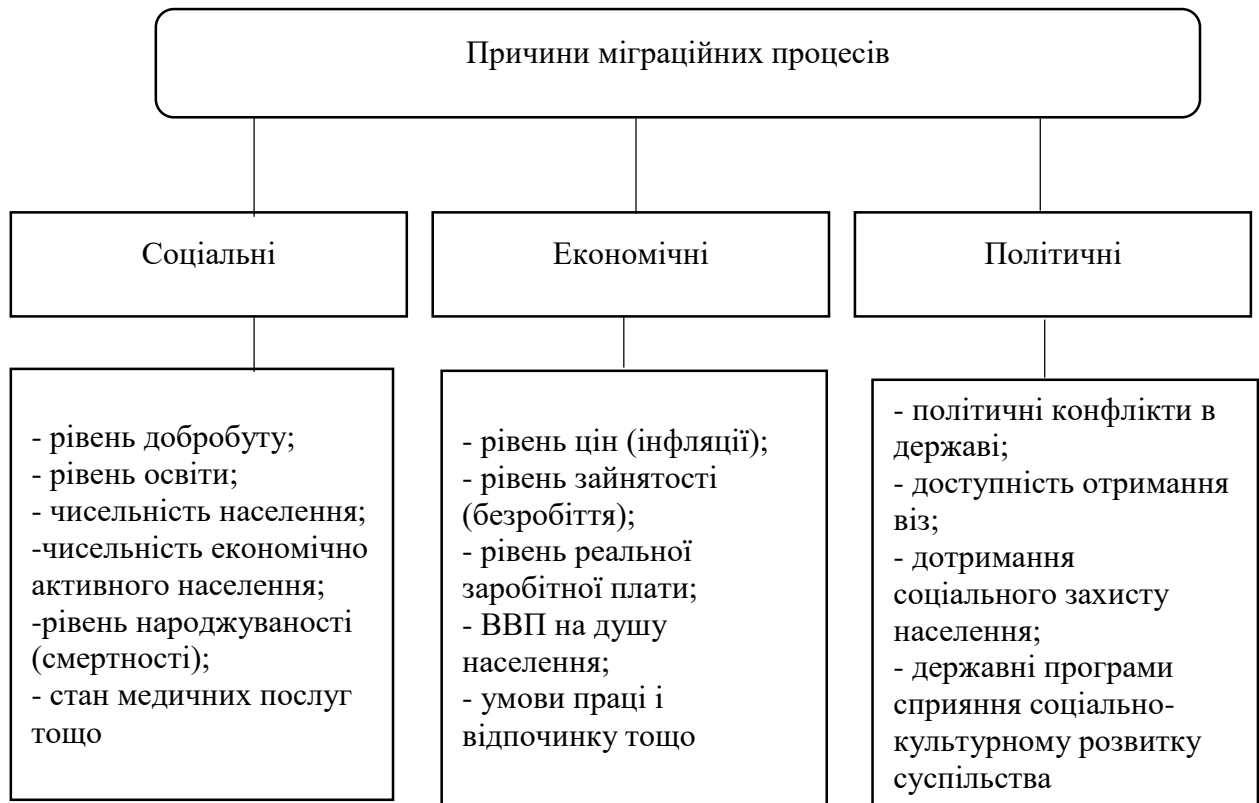 Причини міграційних процесів
Соціальні
Економічні
Політичні
- рівень добробуту;
- рівень освіти;
- чисельність населення;
-чисельність економічно
активного населення;
-рівень народжуваності
(смертності);
- стан медичних послуг
тощо
- рівень цін (інфляції);
- рівень зайнятості
(безробіття);
- рівень реальної
заробітної плати;
- ВВП на душу
населення;
- умови праці і
відпочинку тощо
- політичні конфлікти в
державі;
- доступність отримання
віз;
- дотримання
соціального захисту
населення;
- державні програми
сприяння соціально-
культурному розвитку
суспільства